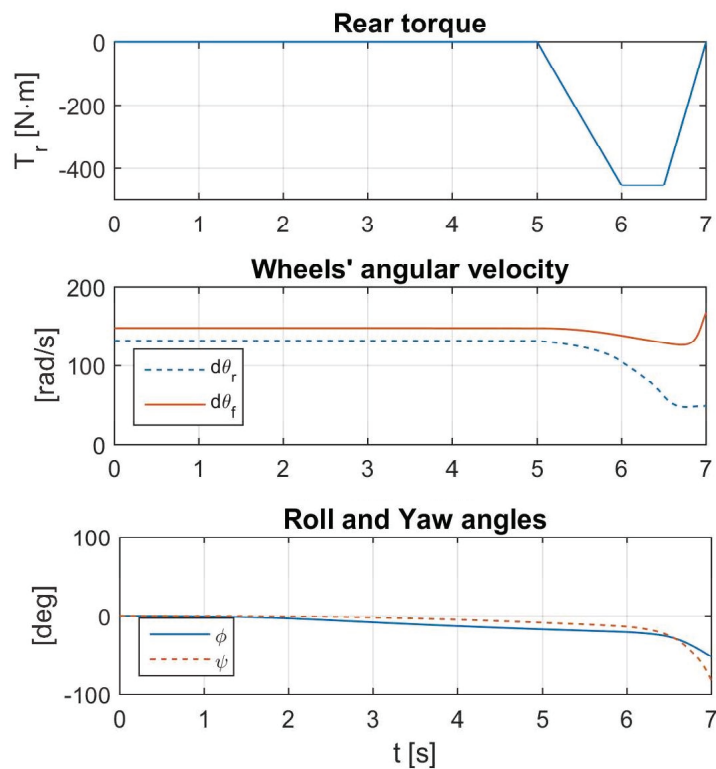 Rear torque
T_r [N·m]
0
-200
-400
0 1 2 3 4 5 6 7
Wheels' angular velocity
[rad/s]
200
100
0
dθ_r
dθ_f
0 1 2 3 4 5 6 7
Roll and Yaw angles
[deg]
100
0
-100
ϕ
ψ
0 1 2 3 4 5 6 7
t [s]